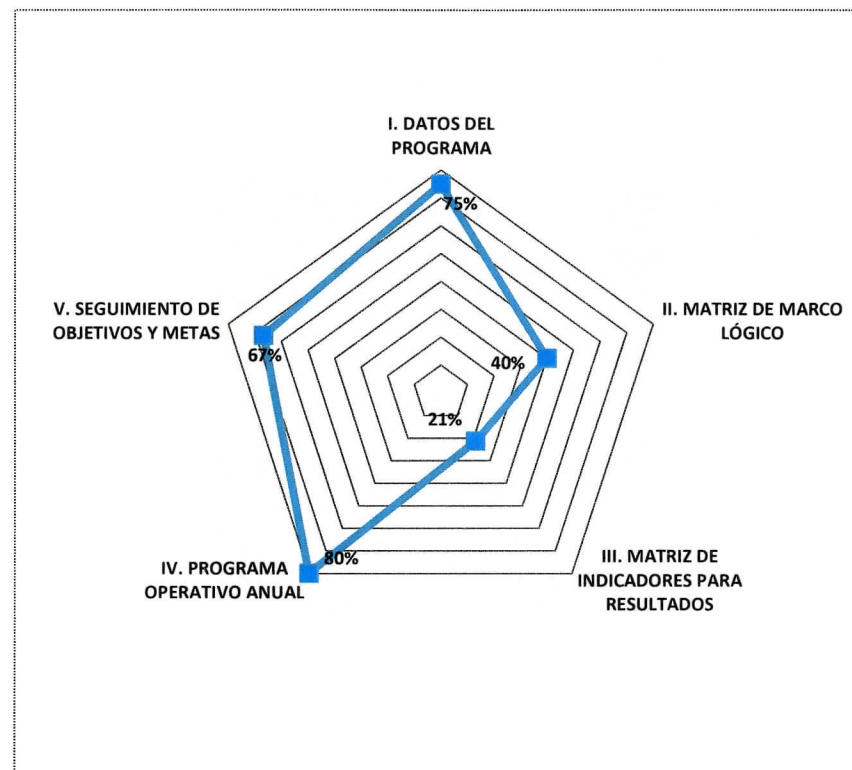 I. DATOS DEL
PROGRAMA
75%
II. MATRIZ DE MARCO
LÓGICO
40%
III. MATRIZ DE
INDICADORES PARA
RESULTADOS
21%
IV. PROGRAMA
OPERATIVO ANUAL
80%
V. SEGUIMIENTO DE
OBJETIVOS Y METAS
67%